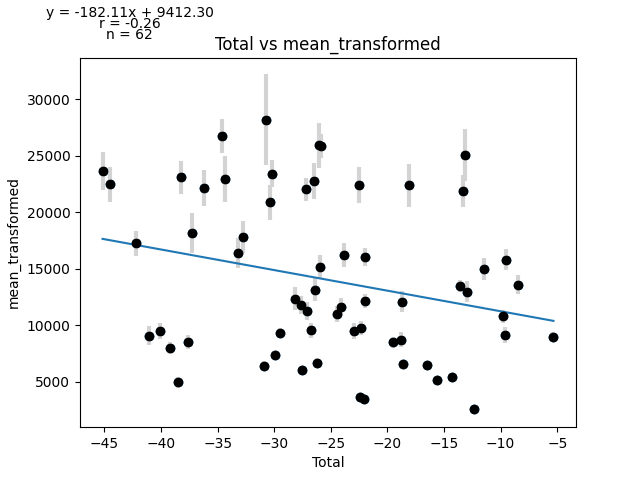 y = -182.11x + 9412.30
r = -0.26
n = 62
Total vs mean_transformed
30000
25000
20000
15000
10000
5000
mean_transformed
−45 −40 −35 −30 −25 −20 −15 −10 −5
Total